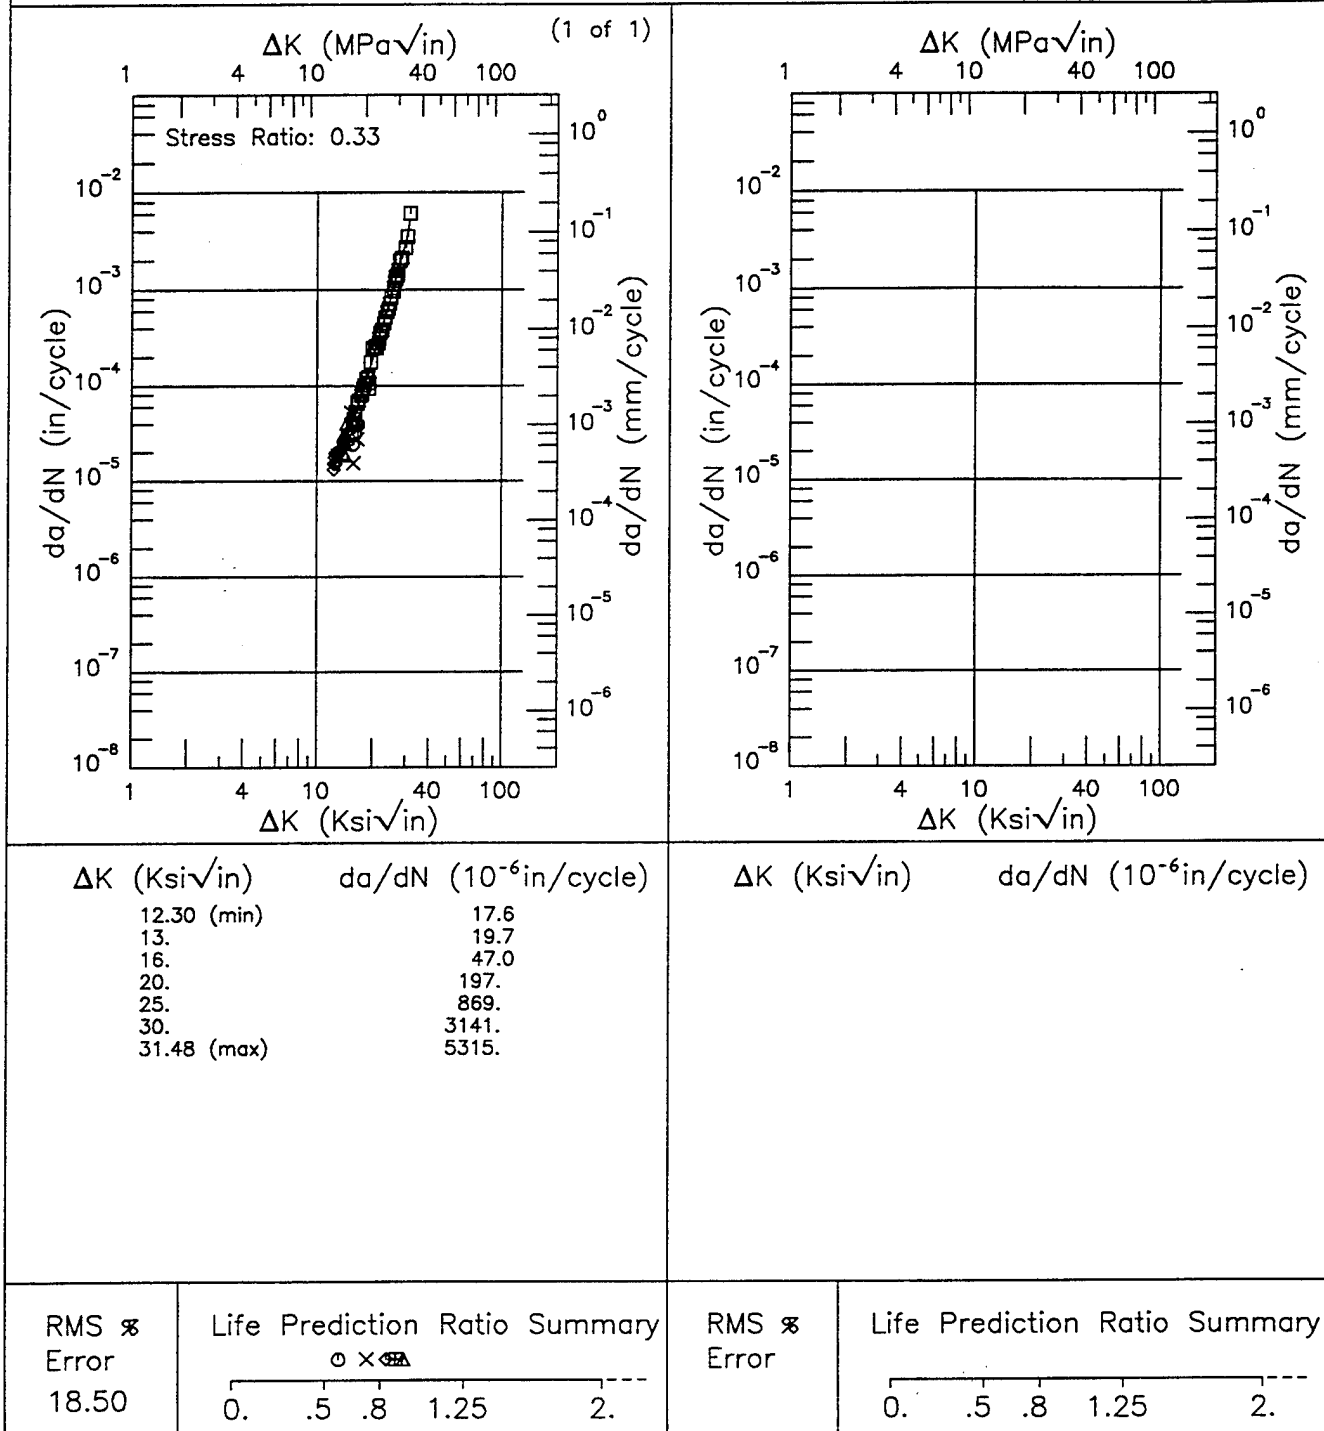 (1 of 1)
ΔK (MPa√in)
1 4 10 40 100
Stress Ratio: 0.33
10⁰
10⁻²
10⁻¹
10⁻³
10⁻²
10⁻⁴
10⁻³
10⁻⁵
10⁻⁴
10⁻⁶
10⁻⁵
10⁻⁷
10⁻⁶
10⁻⁸
da/dN (in/cycle)
da/dN (mm/cycle)
1 4 10 40 100
ΔK (Ksi√in)
ΔK (MPa√in)
1 4 10 40 100
10⁰
10⁻²
10⁻¹
10⁻³
10⁻²
10⁻⁴
10⁻³
10⁻⁵
10⁻⁴
10⁻⁶
10⁻⁵
10⁻⁷
10⁻⁶
10⁻⁸
da/dN (in/cycle)
da/dN (mm/cycle)
1 4 10 40 100
ΔK (Ksi√in)
ΔK (Ksi√in) da/dN (10⁻⁶in/cycle)
12.30 (min) 17.6
13. 19.7
16. 47.0
20. 197.
25. 869.
30. 3141.
31.48 (max) 5315.
ΔK (Ksi√in) da/dN (10⁻⁶in/cycle)
RMS %
Error
18.50
Life Prediction Ratio Summary
0. .5 .8 1.25 2.
RMS %
Error
Life Prediction Ratio Summary
0. .5 .8 1.25 2.